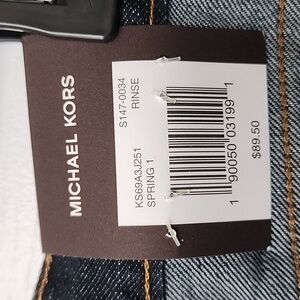 MICHAEL KORS
S147-0034
RINSE
KS69A3J251
SPRING 1
1 90050 03199 1
$89.50